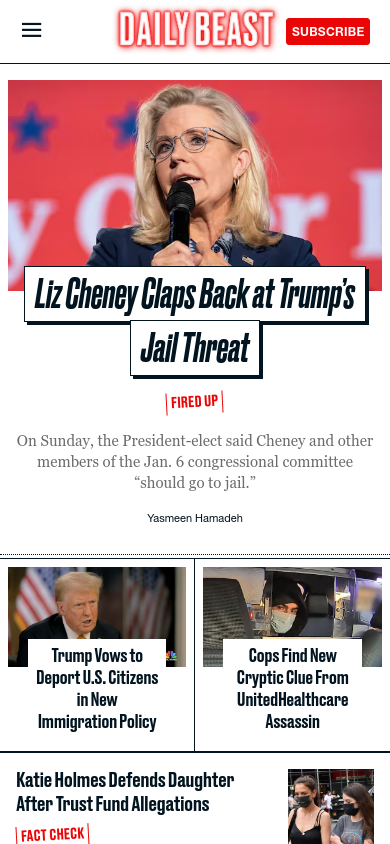 DAILY BEAST
SUBSCRIBE
Liz Cheney Claps Back at Trump's
Jail Threat
FIRED UP
On Sunday, the President-elect said Cheney and other
members of the Jan. 6 congressional committee
“should go to jail.”
Yasmeen Hamadeh
Trump Vows to
Deport U.S. Citizens
in New
Immigration Policy
Cops Find New
Cryptic Clue From
UnitedHealthcare
Assassin
Katie Holmes Defends Daughter
After Trust Fund Allegations
FACT CHECK